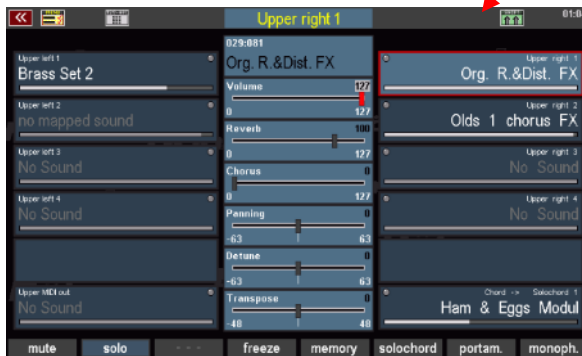 Upper right 1
01:0
Upper left 1
Brass Set 2
Upper left 2
no mapped sound
Upper left 3
No Sound
Upper left 4
No Sound
Upper MIDI out
No Sound
029:081
Org. R.&Dist. FX
Volume 127
0 127
Reverb 100
0 127
Chorus 0
0 127
Panning 0
-63 63
Detune 0
-63 63
Transpose 0
-48 48
Upper right 1
Org. R.&Dist. FX
Upper right 2
Olds 1 chorus FX
Upper right 3
No Sound
Upper right 4
No Sound
Chord -> Solochord 1
Ham & Eggs Modul
mute solo - - - freeze memory solochord portam. monoph.